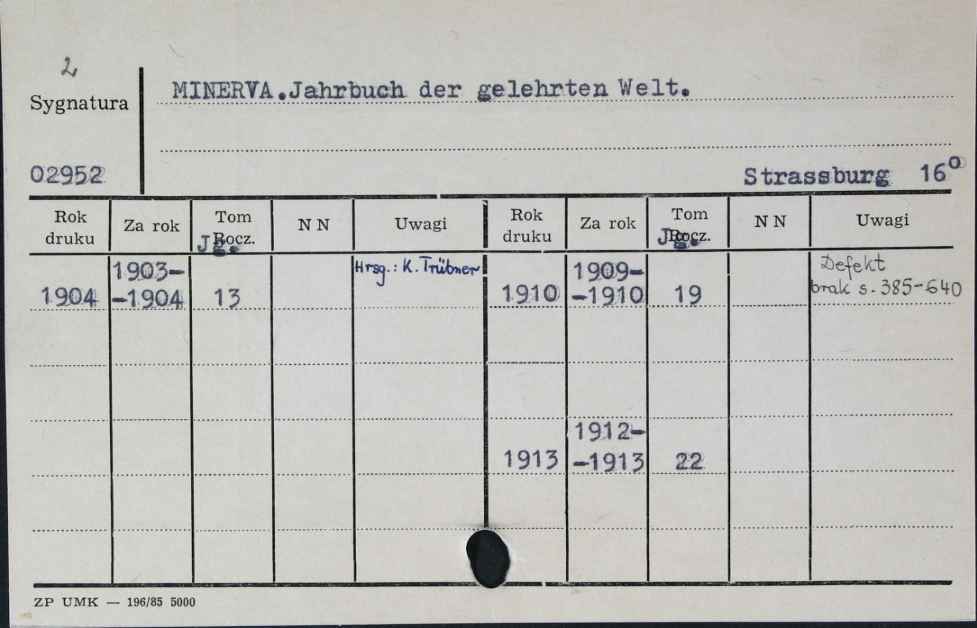 2
Sygnatura
MINERVA.Jahrbuch der gelehrten Welt.
02952
Strassburg 16°
Rok druku Za rok Tom Rocz. Jg. N N Uwagi Rok druku Za rok Tom Rocz. Jg. N N Uwagi
1904 1903- -1904 13 Hrsg.: K. Trübner 1910 1909- -1910 19 Defekt brak s. 385-640
1913 1912- -1913 22
ZP UMK — 196/85 5000